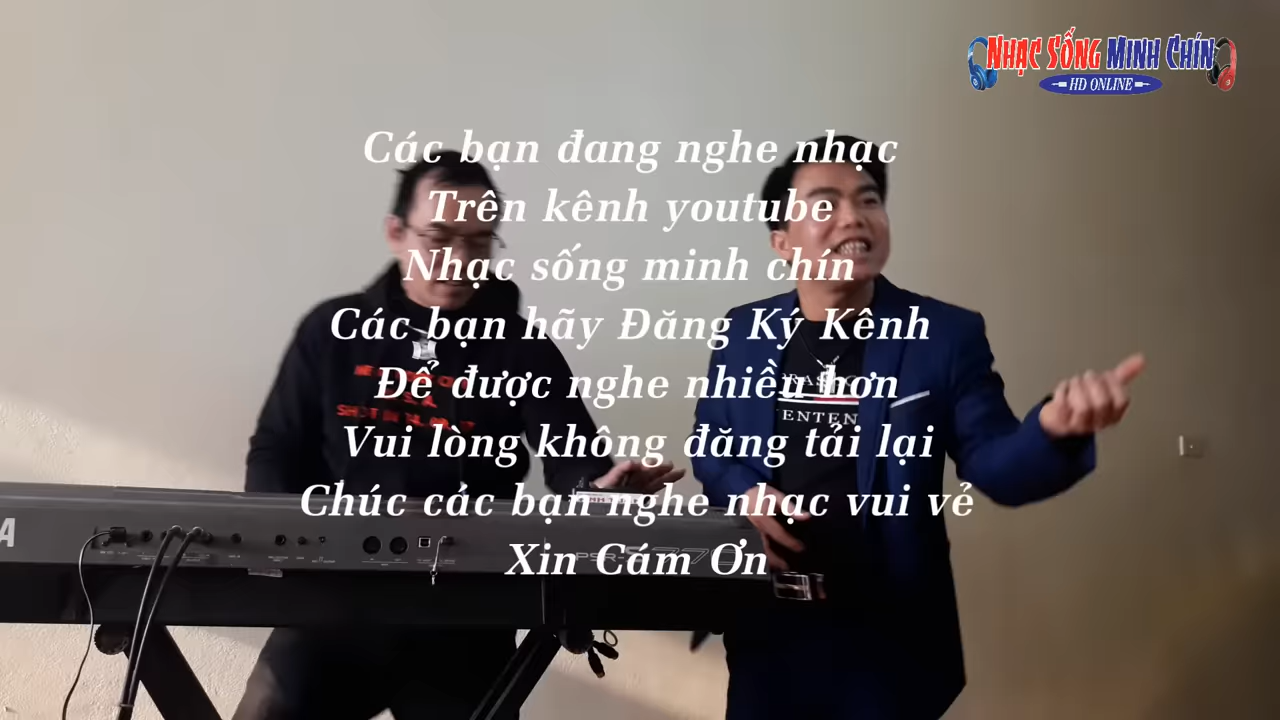 NHẠC SỐNG MINH CHÍN
HD ONLINE
Các bạn đang nghe nhạc
Trên kênh youtube
Nhạc sống minh chín
Các bạn hãy Đăng Ký Kênh
Để được nghe nhiều hơn
Vui lòng không đăng tải lại
Chúc các bạn nghe nhạc vui vẻ
Xin Cám Ơn
PSR-S770